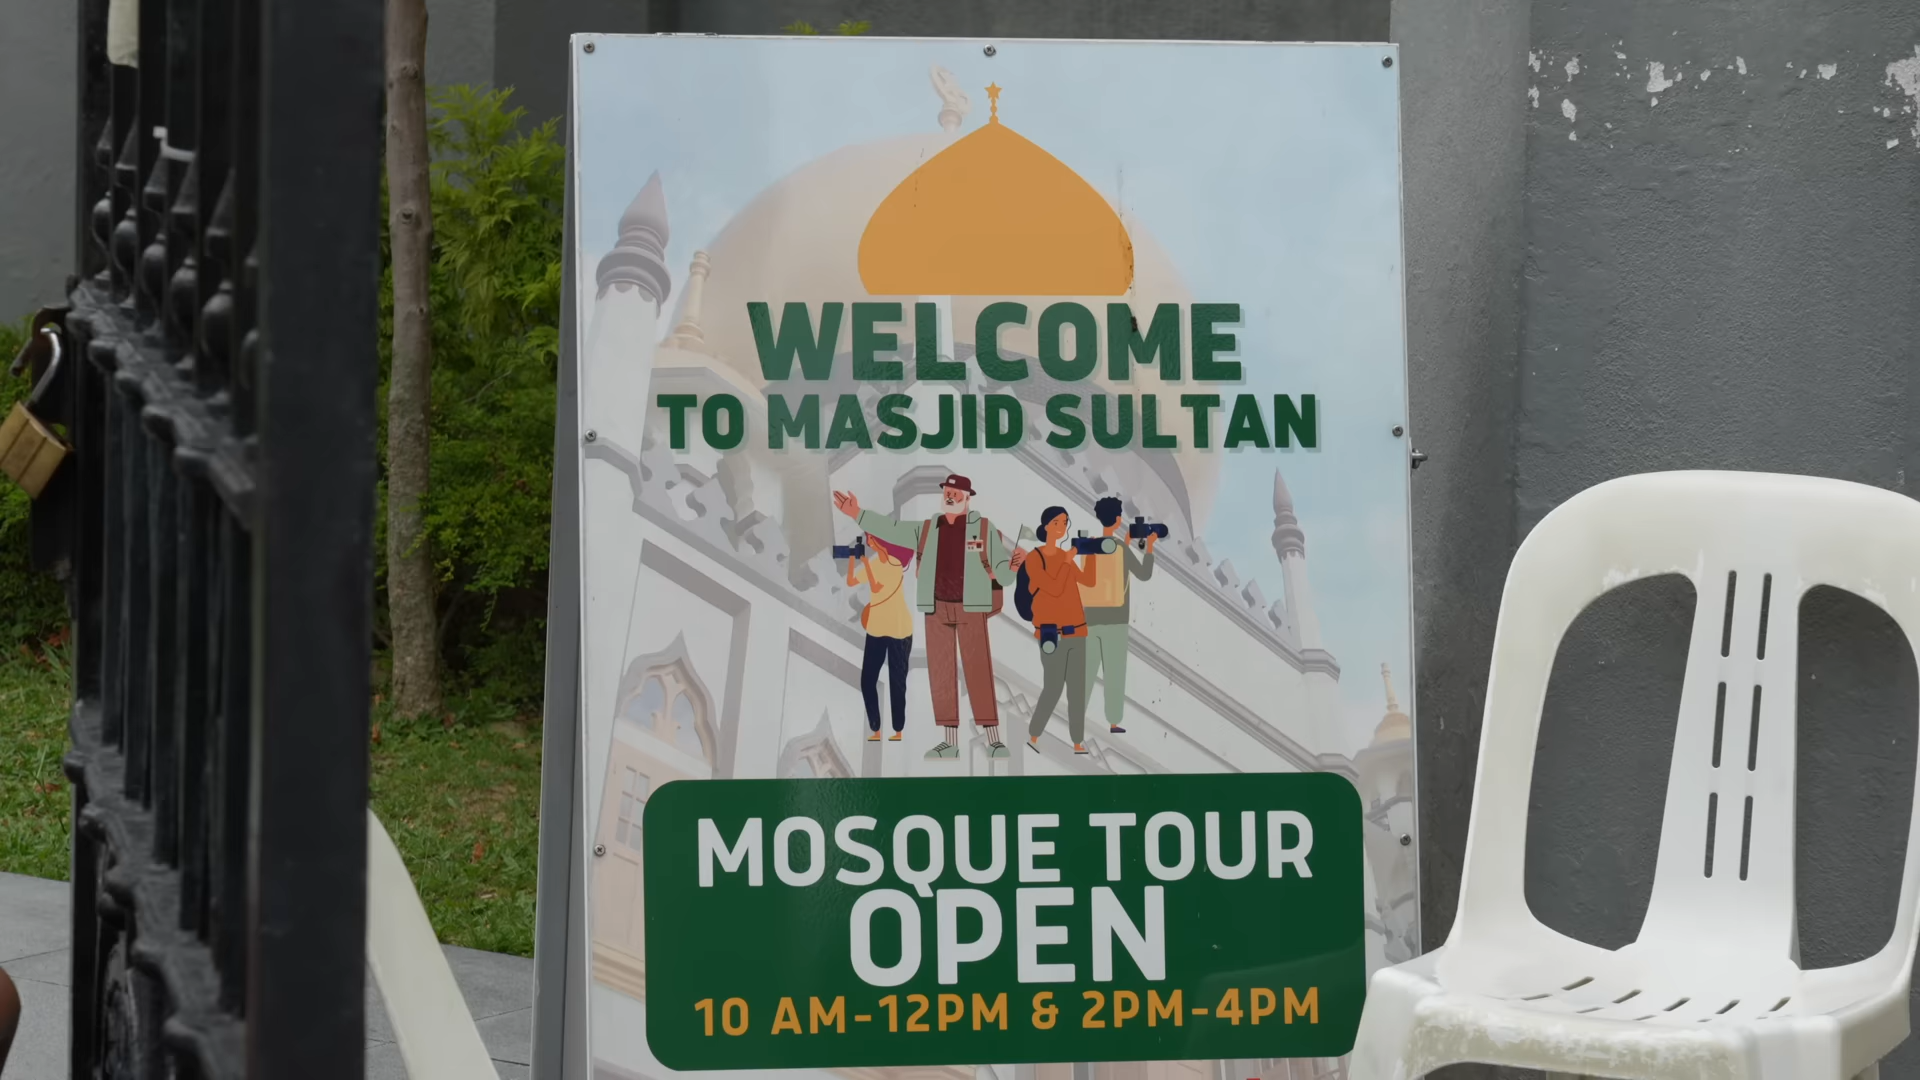 WELCOME
TO MASJID SULTAN
MOSQUE TOUR
OPEN
10 AM-12PM & 2PM-4PM